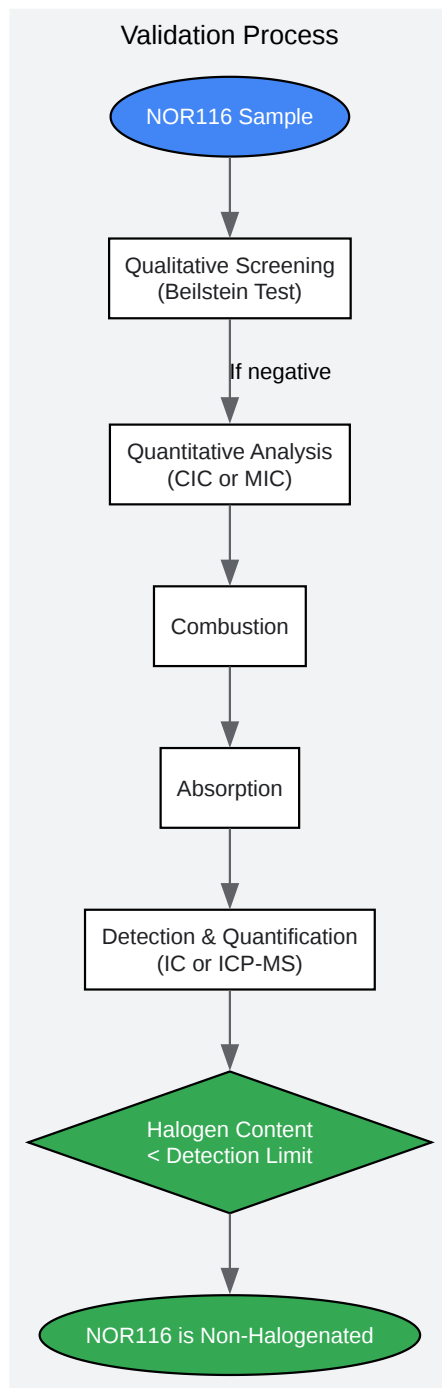 Validation Process
NOR116 Sample
Qualitative Screening
(Beilstein Test)
If negative
Quantitative Analysis
(CIC or MIC)
Combustion
Absorption
Detection & Quantification
(IC or ICP-MS)
Halogen Content
< Detection Limit
NOR116 is Non-Halogenated